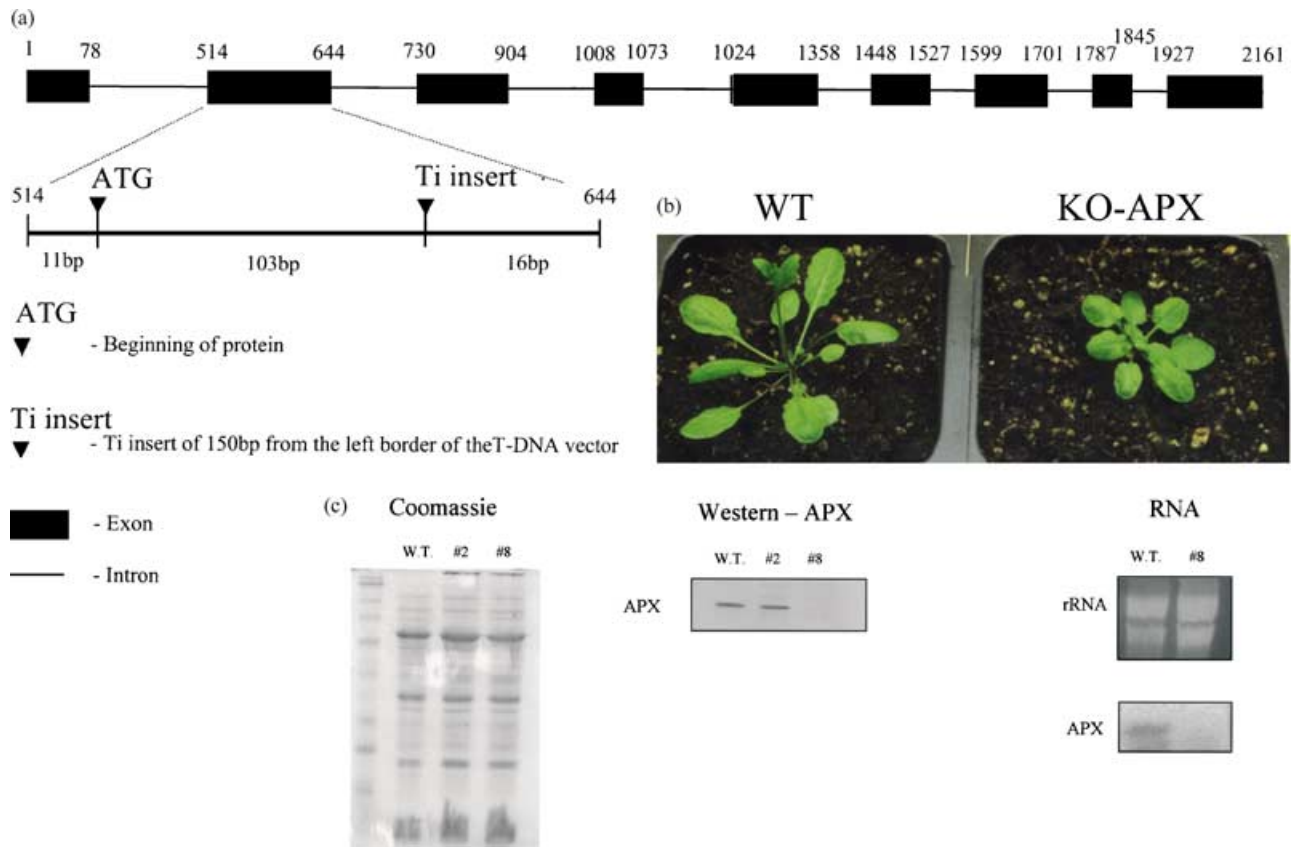 (a)
1 78 514 644 730 904 1008 1073 1024 1358 1448 1527 1599 1701 1787 1845 1927 2161
ATG Ti insert
514 644
11bp 103bp 16bp
ATG
- Beginning of protein
Ti insert
- Ti insert of 150bp from the left border of theT-DNA vector
- Exon
- Intron
(b) WT KO-APX
(c) Coomassie
W.T. #2 #8
Western – APX
W.T. #2 #8
APX
RNA
W.T. #8
rRNA
APX